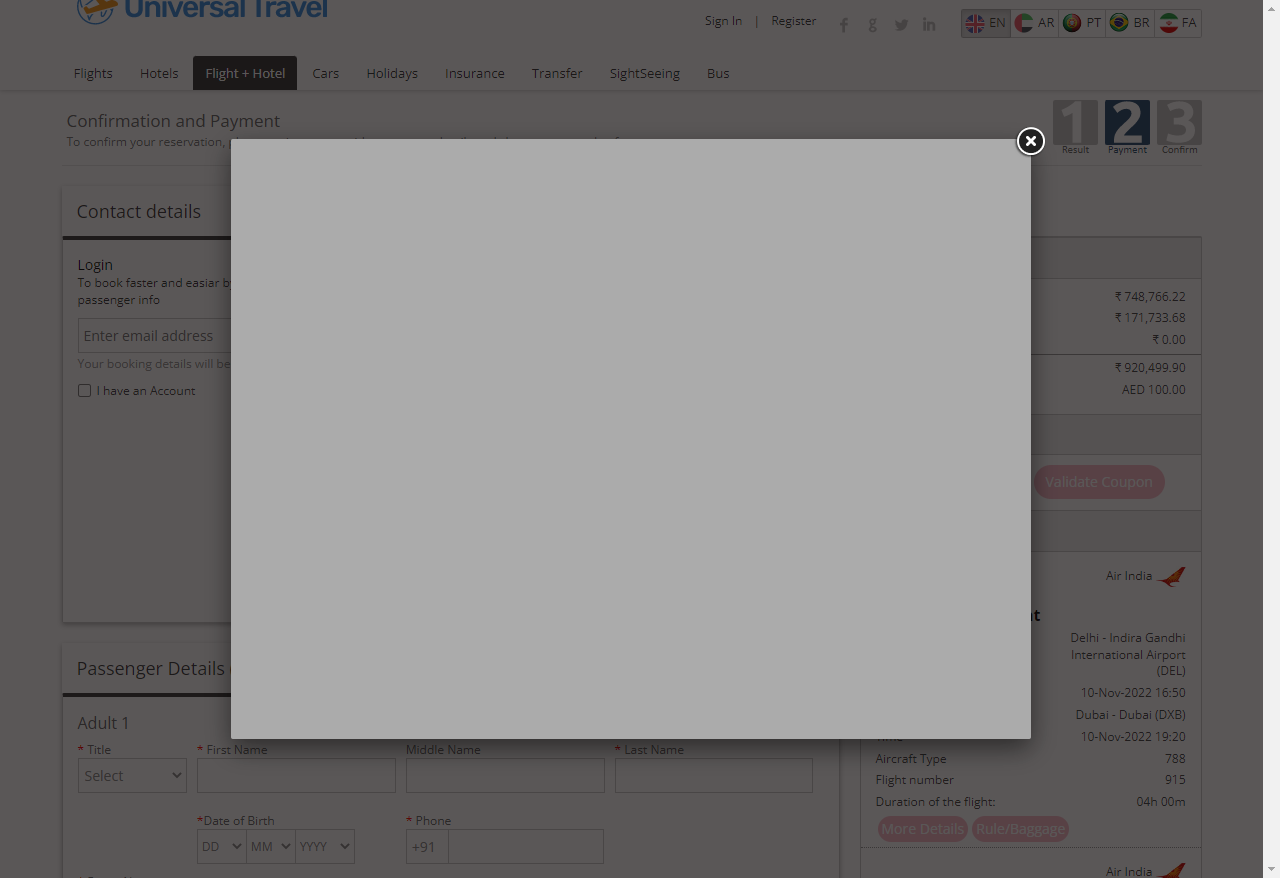 Universal Travel
Sign In | Register
EN AR PT BR FA
Flights Hotels Flight + Hotel Cars Holidays Insurance Transfer SightSeeing Bus
Confirmation and Payment
To confirm your reservation,
1 2 3
Result Payment Confirm
Contact details
Login
To book faster and easiar b
passenger info
Enter email address
Your booking details will be
I have an Account
₹ 748,766.22
₹ 171,733.68
₹ 0.00
₹ 920,499.90
AED 100.00
Validate Coupon
Air India
Delhi - Indira Gandhi
International Airport
(DEL)
10-Nov-2022 16:50
Dubai - Dubai (DXB)
Time 10-Nov-2022 19:20
Aircraft Type 788
Flight number 915
Duration of the flight: 04h 00m
More Details Rule/Baggage
Air India
Passenger Details
Adult 1
* Title * First Name Middle Name * Last Name
Select
*Date of Birth * Phone
DD MM YYYY +91